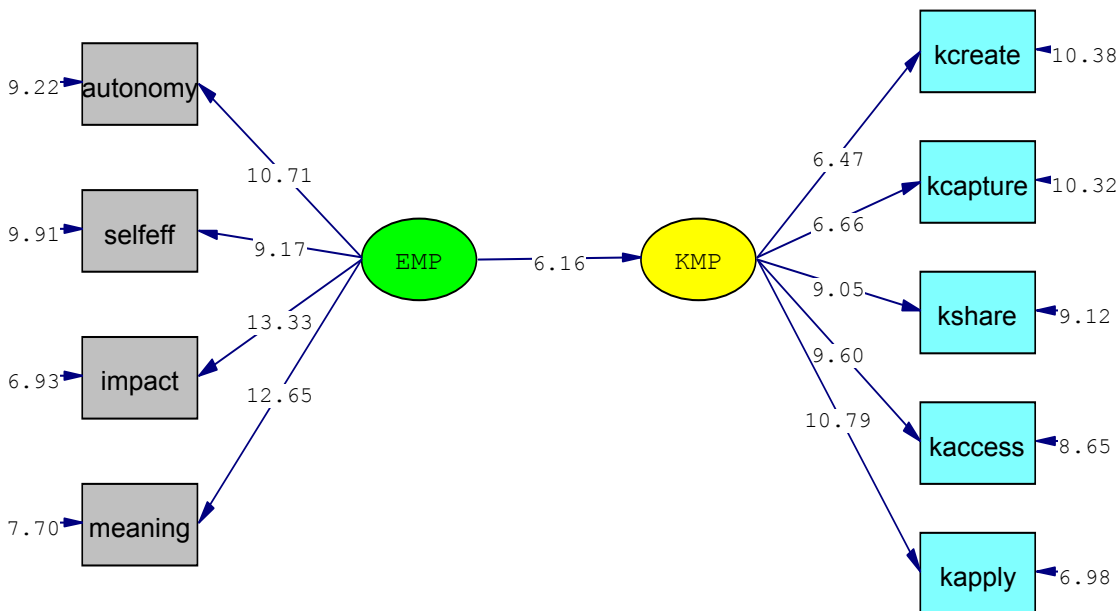 9.22
autonomy
10.71
9.91
selfeff
9.17
6.93
impact
13.33
7.70
meaning
12.65
EMP
6.16
KMP
6.47
kcreate
10.38
6.66
kcapture
10.32
9.05
kshare
9.12
9.60
kaccess
8.65
10.79
kapply
6.98